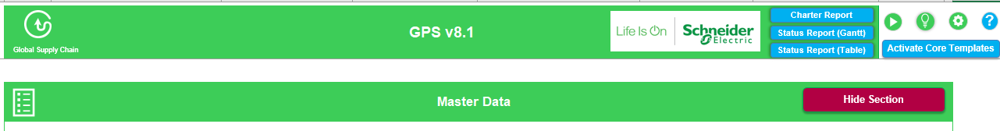 Global Supply Chain
GPS v8.1
Life Is On
Schneider
Electric
Charter Report
Status Report (Gantt)
Status Report (Table)
?
Activate Core Templates
Master Data
Hide Section